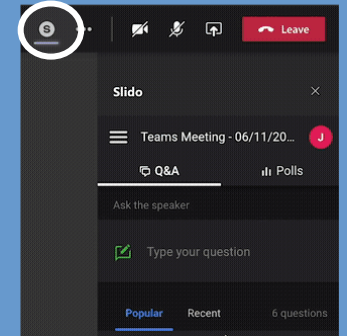 S ... Leave
Slido
Teams Meeting - 06/11/20... J
Q&A Polls
Ask the speaker
Type your question
Popular Recent 6 questions